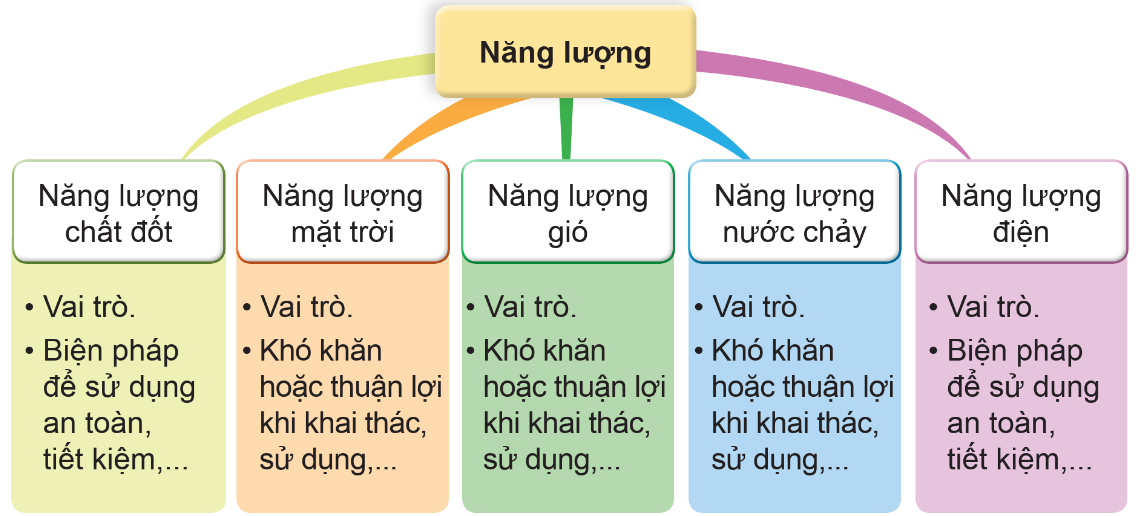 Năng lượng
Năng lượng
chất đốt
• Vai trò.
• Biện pháp
để sử dụng
an toàn,
tiết kiệm,...
Năng lượng
mặt trời
• Vai trò.
• Khó khăn
hoặc thuận lợi
khi khai thác,
sử dụng,...
Năng lượng
gió
• Vai trò.
• Khó khăn
hoặc thuận lợi
khi khai thác,
sử dụng,...
Năng lượng
nước chảy
• Vai trò.
• Khó khăn
hoặc thuận lợi
khi khai thác,
sử dụng,...
Năng lượng
điện
• Vai trò.
• Biện pháp
để sử dụng
an toàn,
tiết kiệm,...